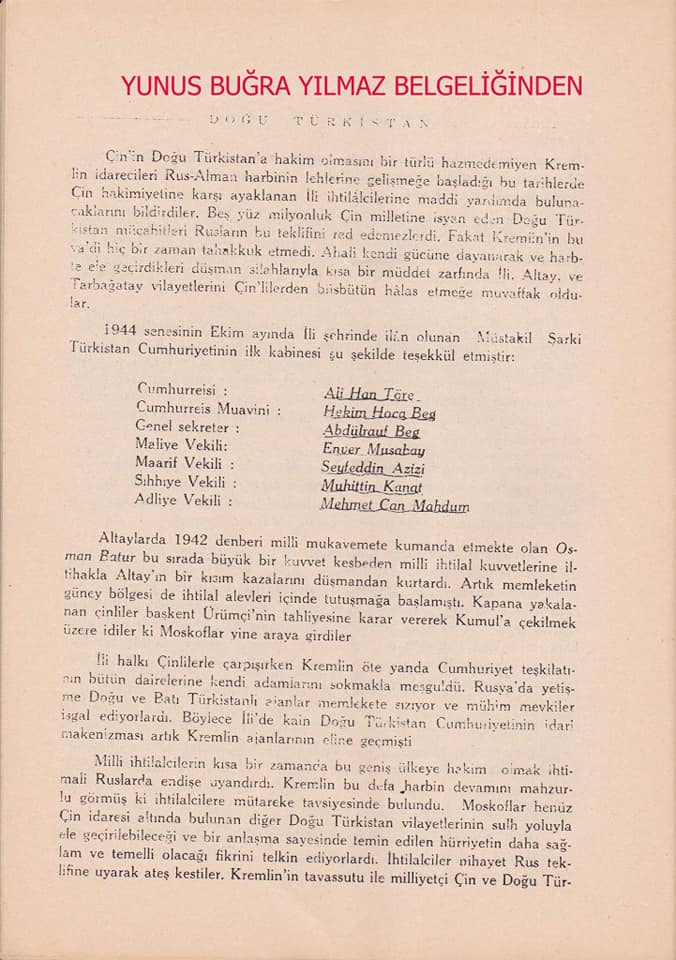 YUNUS BUĞRA YILMAZ BELGELİĞİNDEN
DOĞU TÜRKİSTAN
Çin'in Doğu Türkistan'a hakim olmasını bir türlü hazmedemiyen Krem-
lin idarecileri Rus-Alman harbinin lehlerine gelişmeğe başladığı bu tarihlerde
Çin hakimiyetine karşı ayaklanan İli ihtilâlcilerine maddi yardımda buluna-
caklarını bildirdiler. Beş yüz milyonluk Çin milletine isyan eden Doğu Tür-
kistan mücahitleri Rusların bu teklifini red edemezlerdi. Fakat Kremlin'in bu
va'di hiç bir zaman tahakkuk etmedi. Ahali kendi gücüne dayanarak ve harb-
te ele geçirdikleri düşman silahlarıyla kısa bir müddet zarfında İli, Altay, ve
Tarbağatay vilayetlerini Çin'lilerden büsbütün hâlas etmeğe muvaffak oldu-
lar.
1944 senesinin Ekim ayında İli şehrinde ilân olunan Müstakil Şarki
Türkistan Cumhuriyetinin ilk kabinesi şu şekilde teşekkül etmiştir:
Cumhurreisi : Ali Han Töre
Cumhurreis Muavini : Hekim Hoca Beg
Genel sekreter : Abdülrauf Beg
Maliye Vekili: Enver Musabay
Maarif Vekili : Seyfeddin Azizi
Sıhhiye Vekili : Muhittin Kanat
Adliye Vekili : Mehmet Can Mahdum
Altaylarda 1942 denberi milli mukavemete kumanda etmekte olan Os-
man Batur bu sırada büyük bir kuvvet kesbeden milli ihtilal kuvvetlerine il-
tihakla Altay'ın bir kısım kazalarını düşmandan kurtardı. Artık memleketin
güney bölgesi de ihtilal alevleri içinde tutuşmağa başlamıştı. Kapana yakala-
nan çinliler başkent Ürümçi'nin tahliyesine karar vererek Kumul'a çekilmek
üzere idiler ki Moskoflar yine araya girdiler
İli halkı Çinlilerle çarpışırken Kremlin öte yanda Cumhuriyet teşkilatı-
nın bütün dairelerine kendi adamlarını sokmakla meşguldü. Rusya'da yetiş-
me Doğu ve Batı Türkistanlı ajanlar memlekete sızıyor ve mühim mevkiler
işgal ediyorlardı. Böylece İli'de kain Doğu Türkistan Cumhuriyetinin idari
makenizması artık Kremlin ajanlarının eline geçmişti
Milli ihtilalcilerin kısa bir zamanda bu geniş ülkeye hakim olmak ihti-
mali Ruslarda endişe uyandırdı. Kremlin bu defa harbin devamını mahzur-
lu görmüş ki ihtilalcilere mütareke tavsiyesinde bulundu. Moskoflar henüz
Çin idaresi altında bulunan diğer Doğu Türkistan vilayetlerinin sulh yoluyla
ele geçirilebileceği ve bir anlaşma sayesinde temin edilen hürriyetin daha sağ-
lam ve temelli olacağı fikrini telkin ediyorlardı. İhtilalciler nihayet Rus tek-
lifine uyarak ateş kestiler. Kremlin'in tavassutu ile milliyetçi Çin ve Doğu Tür-